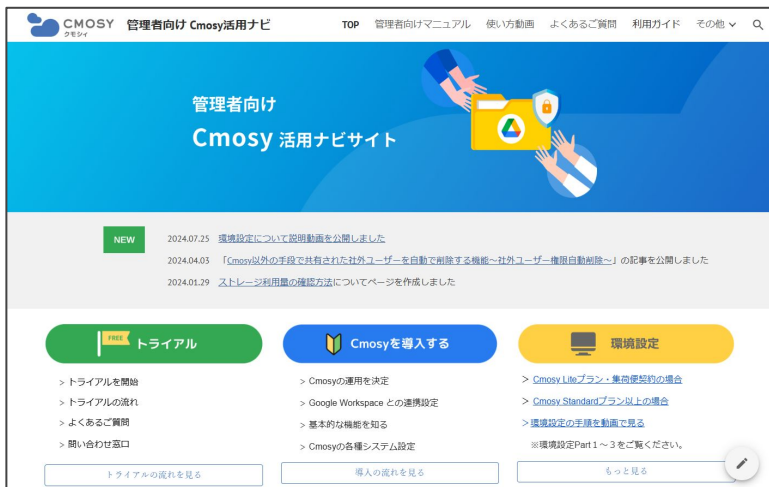 CMOSY
クモシィ
管理者向け Cmosy活用ナビ
TOP 管理者向けマニュアル 使い方動画 よくあるご質問 利用ガイド その他
管理者向け
Cmosy 活用ナビサイト
NEW
2024.07.25 環境設定について説明動画を公開しました
2024.04.03 「Cmosy以外の手段で共有された社外ユーザーを自動で削除する機能～社外ユーザー権限自動削除～」の記事を公開しました
2024.01.29 ストレージ利用量の確認方法についてページを作成しました
FREE トライアル
> トライアルを開始
> トライアルの流れ
> よくあるご質問
> 問い合わせ窓口
トライアルの流れを見る
Cmosyを導入する
> Cmosyの運用を決定
> Google Workspace との連携設定
> 基本的な機能を知る
> Cmosyの各種システム設定
導入の流れを見る
環境設定
> Cmosy Liteプラン・集荷便契約の場合
> Cmosy Standardプラン以上の場合
>環境設定の手順を動画で見る
※環境設定Part１～３をご覧ください。
もっと見る